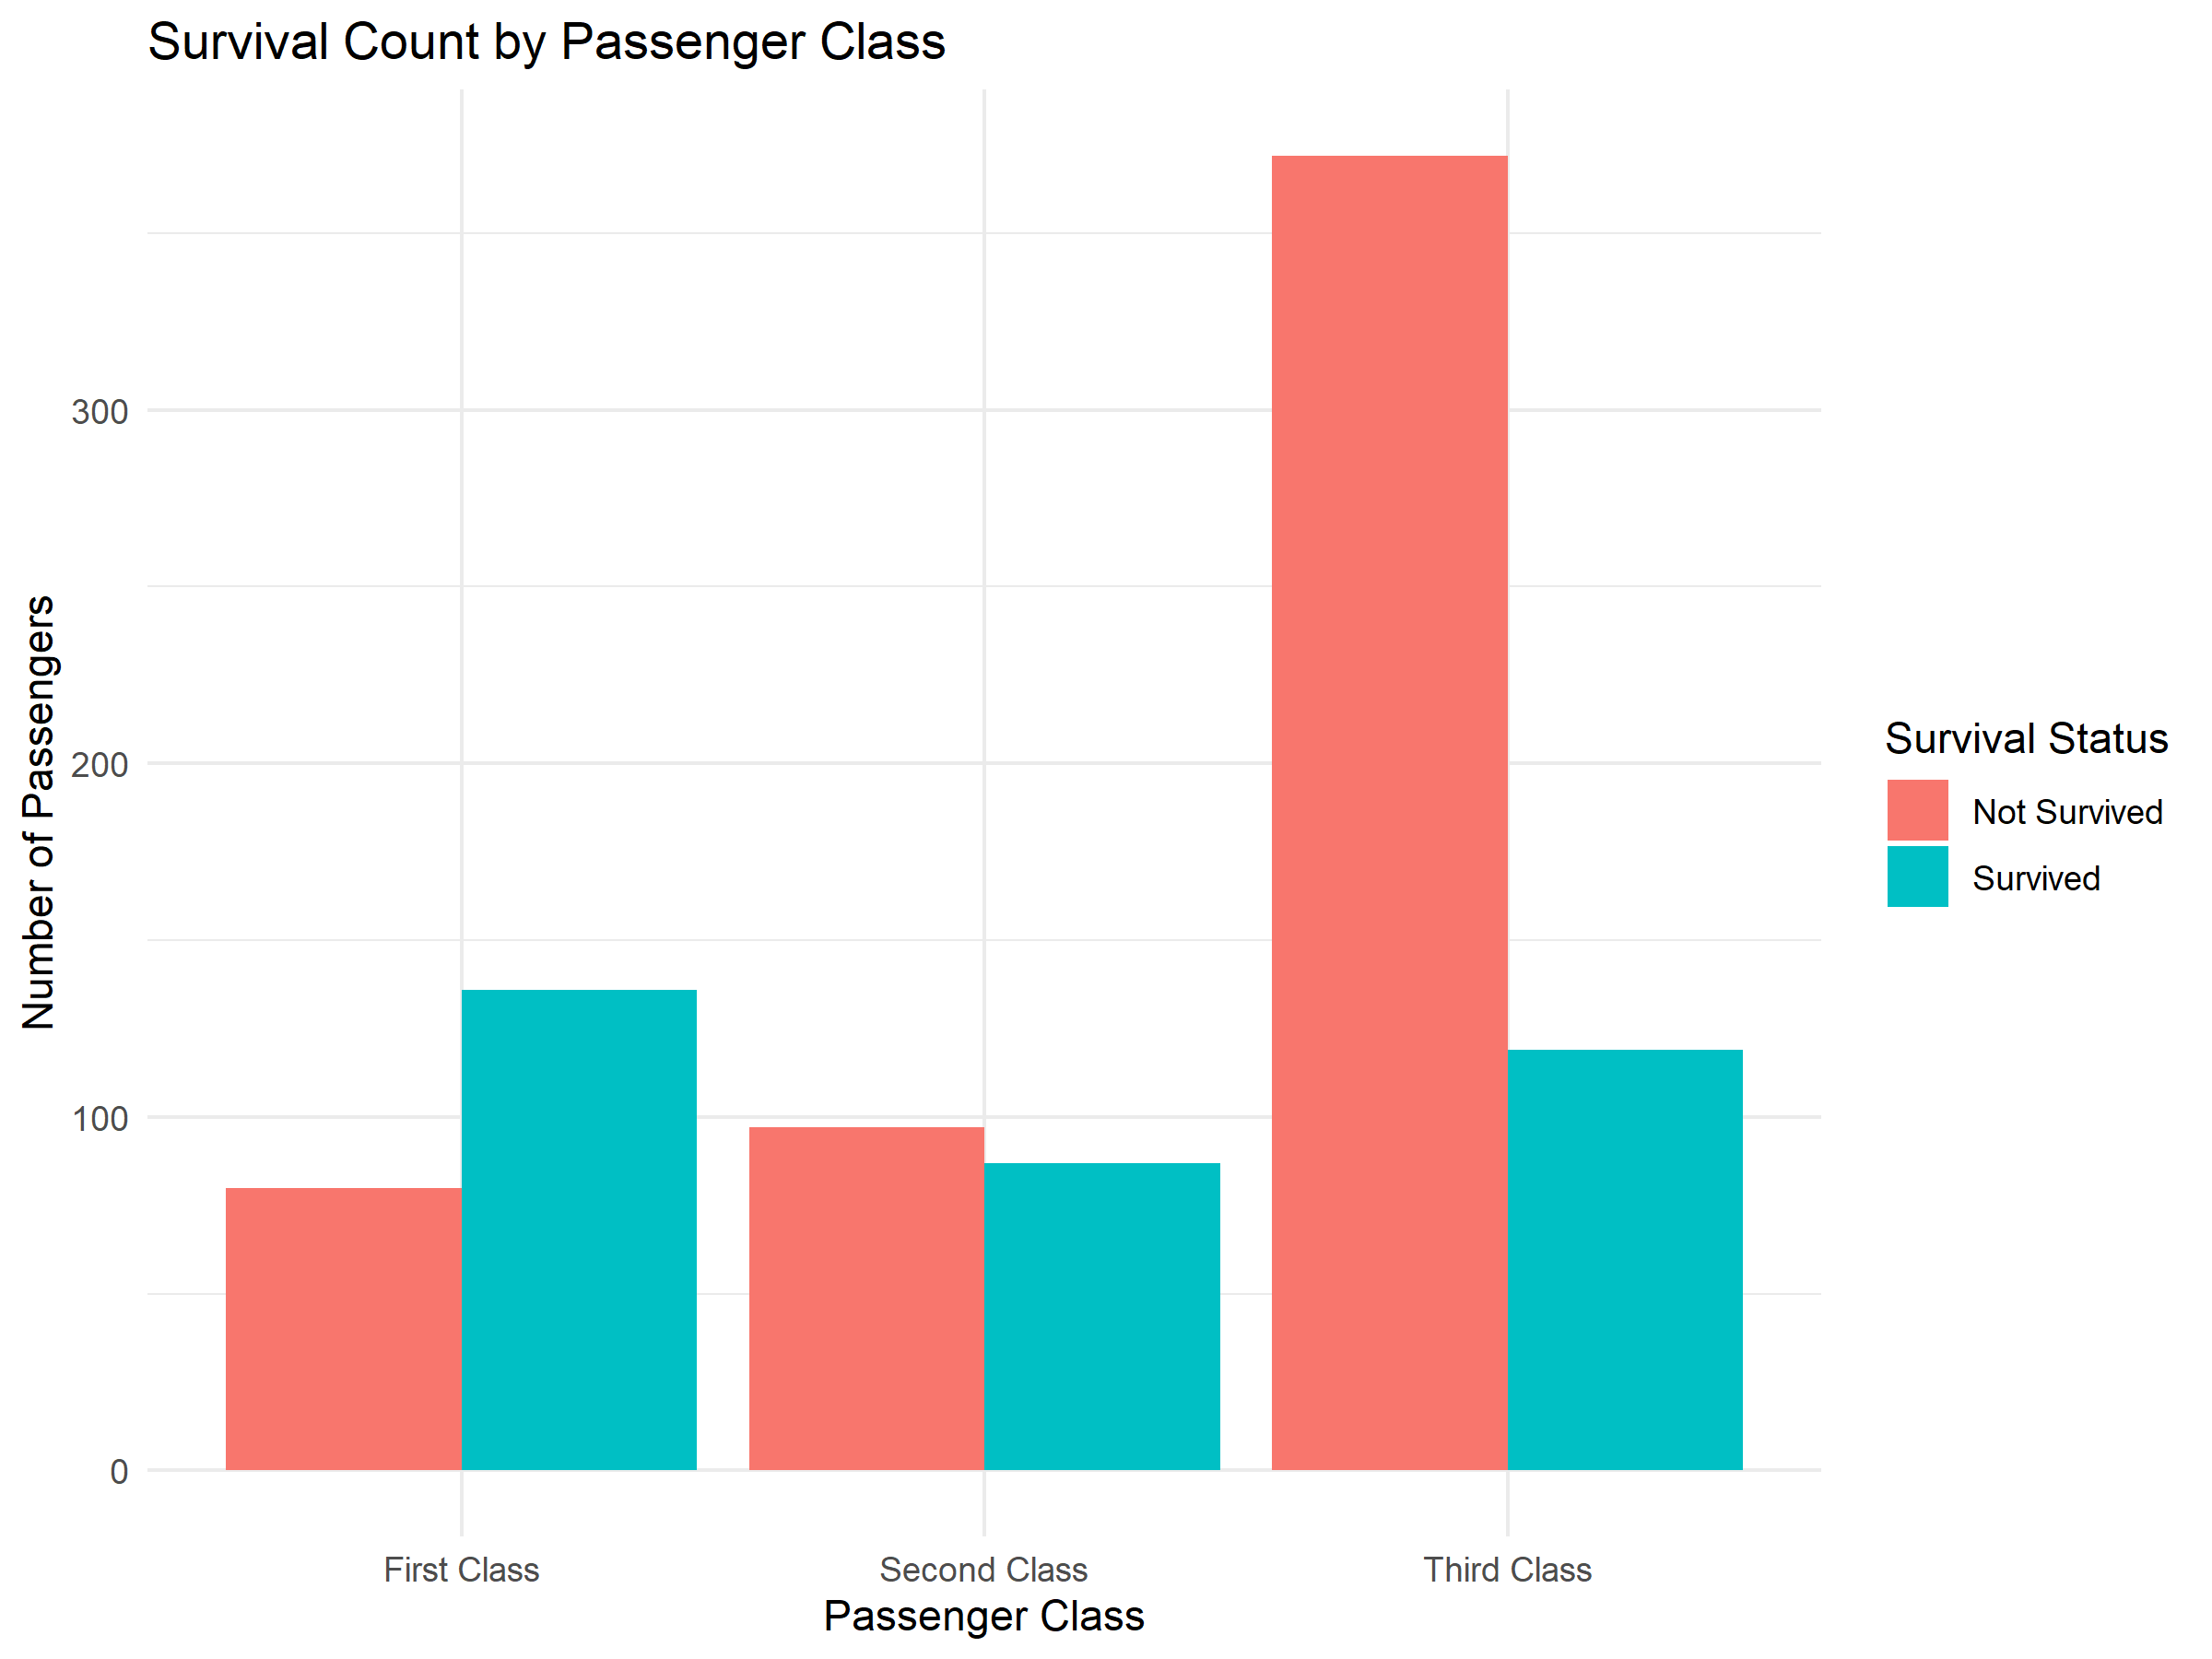 Survival Count by Passenger Class
Number of Passengers
300
200
100
0
First Class
Second Class
Third Class
Passenger Class
Survival Status
Not Survived
Survived